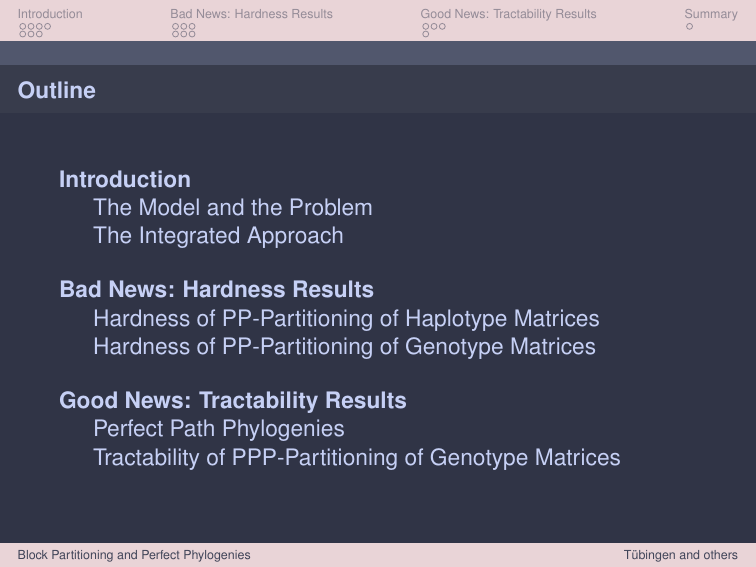 Introduction
Bad News: Hardness Results
Good News: Tractability Results
Summary
Outline
Introduction
The Model and the Problem
The Integrated Approach
Bad News: Hardness Results
Hardness of PP-Partitioning of Haplotype Matrices
Hardness of PP-Partitioning of Genotype Matrices
Good News: Tractability Results
Perfect Path Phylogenies
Tractability of PPP-Partitioning of Genotype Matrices
Block Partitioning and Perfect Phylogenies
Tübingen and others